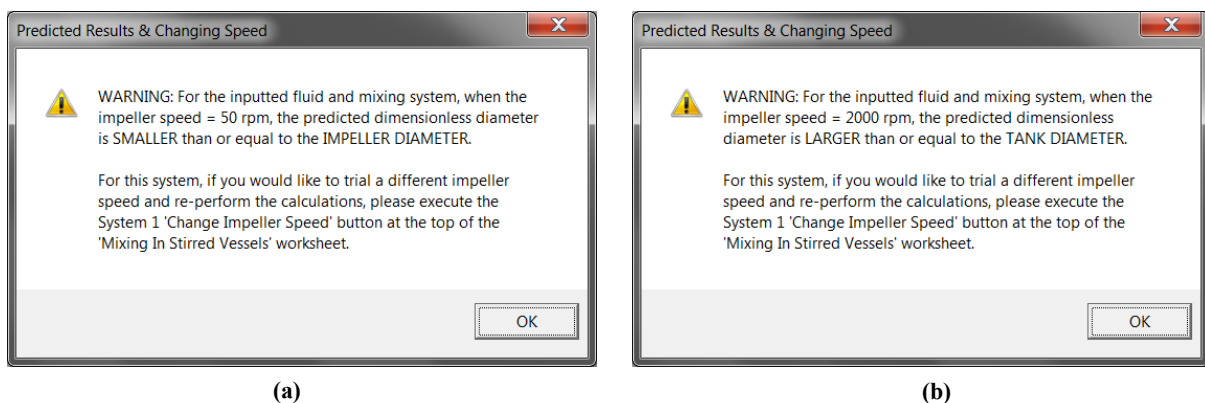 Predicted Results & Changing Speed
WARNING: For the inputted fluid and mixing system, when the
impeller speed = 50 rpm, the predicted dimensionless diameter
is SMALLER than or equal to the IMPELLER DIAMETER.
For this system, if you would like to trial a different impeller
speed and re-perform the calculations, please execute the
System 1 'Change Impeller Speed' button at the top of the
'Mixing In Stirred Vessels' worksheet.
OK
(a)
Predicted Results & Changing Speed
WARNING: For the inputted fluid and mixing system, when the
impeller speed = 2000 rpm, the predicted dimensionless
diameter is LARGER than or equal to the TANK DIAMETER.
For this system, if you would like to trial a different impeller
speed and re-perform the calculations, please execute the
System 1 'Change Impeller Speed' button at the top of the
'Mixing In Stirred Vessels' worksheet.
OK
(b)